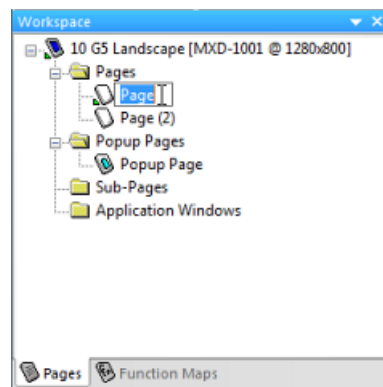 Workspace
10 G5 Landscape [MXD-1001 @ 1280x800]
Pages
Page
Page (2)
Popup Pages
Popup Page
Sub-Pages
Application Windows
Pages Function Maps